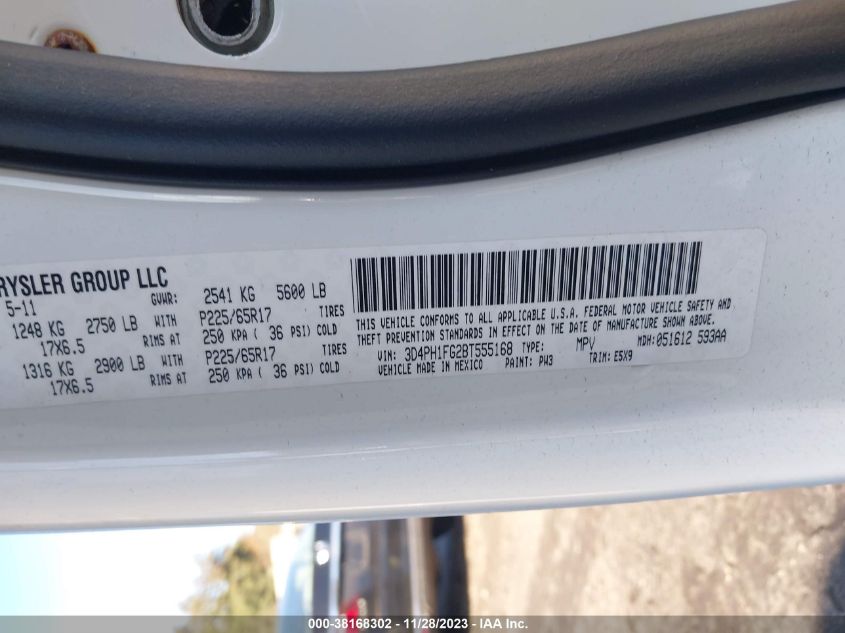 RYSLER GROUP LLC
5-11 GVWR: 2541 KG 5600 LB
1248 KG 2750 LB WITH P225/65R17 TIRES
17X6.5 RIMS AT 250 KPA ( 36 PSI) COLD
1316 KG 2900 LB WITH P225/65R17 TIRES
17X6.5 RIMS AT 250 KPA ( 36 PSI) COLD
THIS VEHICLE CONFORMS TO ALL APPLICABLE U.S.A. FEDERAL MOTOR VEHICLE SAFETY AND
THEFT PREVENTION STANDARDS IN EFFECT ON THE DATE OF MANUFACTURE SHOWN ABOVE.
VIN: 3D4PH1FG2BT555168 TYPE: MPV MDH: 051612 593AA
VEHICLE MADE IN MEXICO PAINT: PW3 TRIM: E5X9
000-38168302 - 11/28/2023 - IAA Inc.